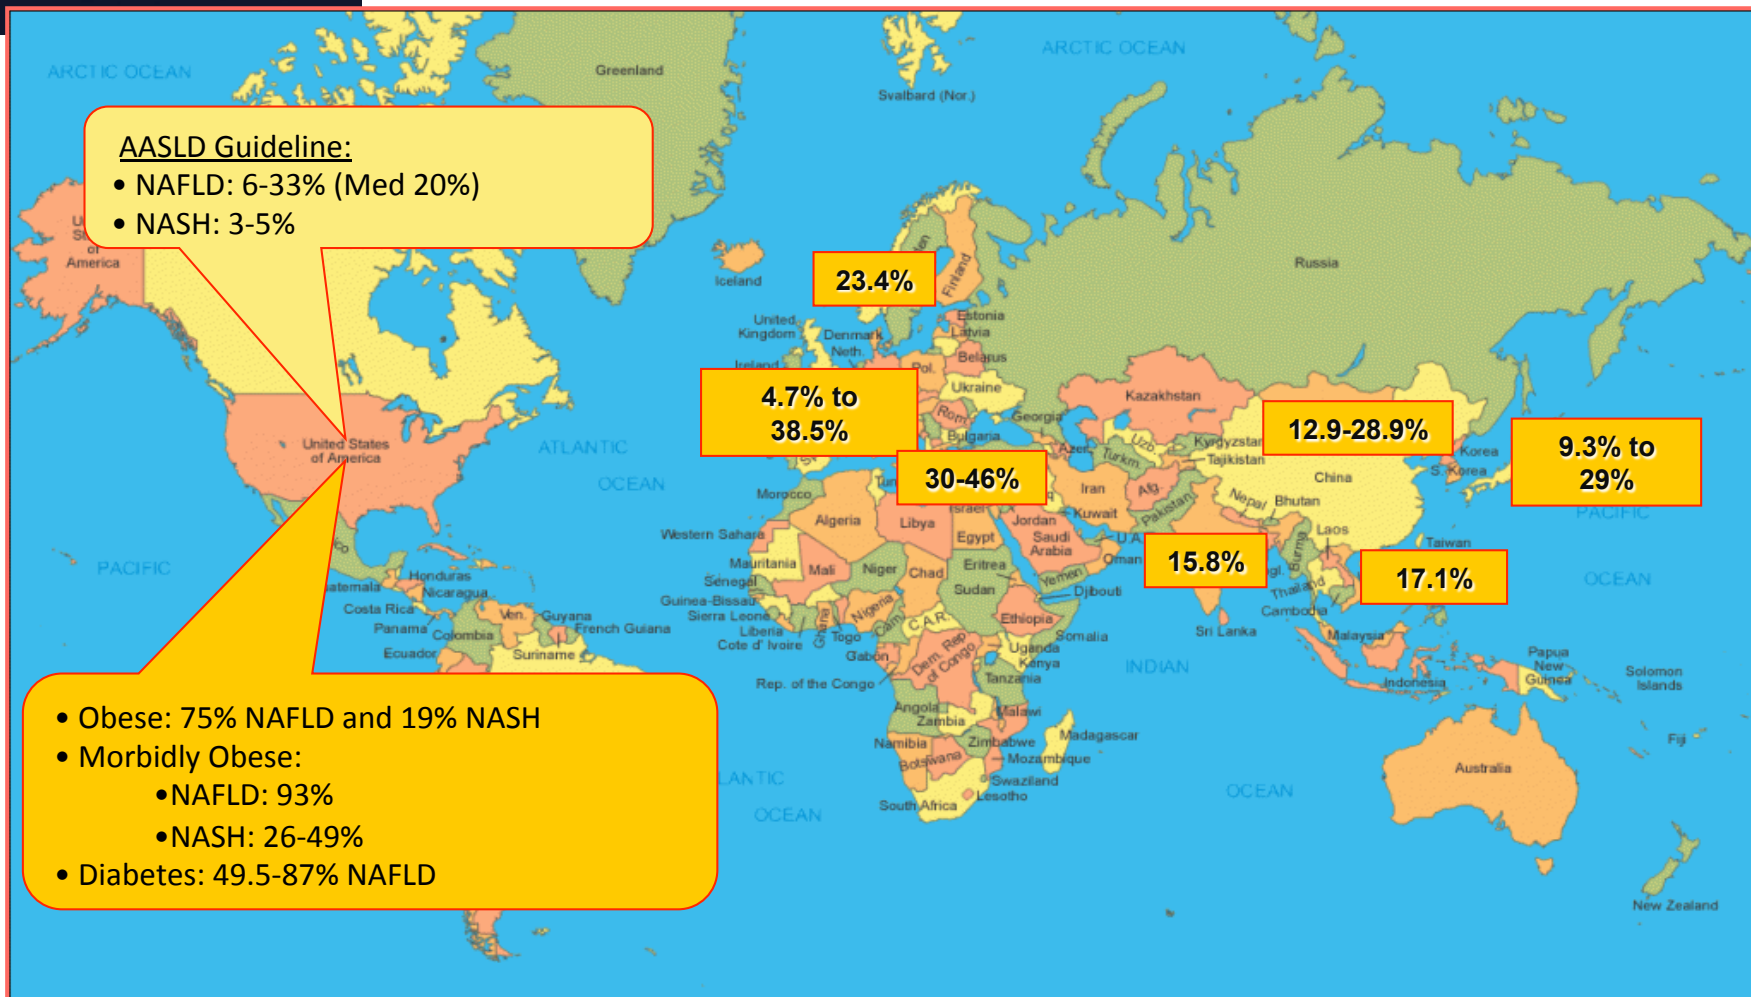 ARCTIC OCEAN
ARCTIC OCEAN
Greenland
Svalbard (Nor.)
AASLD Guideline:
• NAFLD: 6-33% (Med 20%)
• NASH: 3-5%
of
America
Iceland
Finland
Russia
23.4%
United
Kingdom
Denmark
Neth.
Ireland
Estonia
Latvia
Belarus
Pol.
Ukraine
Rom.
Bulgaria
Georgia
Azer.
Kazakhstan
Uzb.
Turkm.
Kyrgyzstan
Tajikistan
4.7% to
38.5%
30-46%
12.9-28.9%
9.3% to
29%
Korea
S. Korea
China
United States
of America
ATLANTIC
OCEAN
PACIFIC
OCEAN
PACIFIC
Morocco
Algeria
Libya
Egypt
Israel
Jordan
Saudi
Arabia
Iran
Kuwait
Afg.
Pakistan
Nepal
Bhutan
Burma
Laos
Taiwan
Thailand
Cambodia
15.8%
17.1%
Western Sahara
Mauritania
Mali
Niger
Chad
Sudan
Eritrea
Yemen
Oman
U.A.
Djibouti
Senegal
Guinea-Bissau
Sierra Leone
Liberia
Cote d' Ivoire
Ghana
Togo
Nigeria
Cam.
C.A.R.
Ethiopia
Somalia
Uganda
Kenya
Gabon
Dem. Rep
of Congo
Rep. of the Congo
Tanzania
Angola
Zambia
Malawi
Namibia
Botswana
Zimbabwe
Mozambique
Madagascar
Swaziland
Lesotho
South Africa
Honduras
Nicaragua
Costa Rica
Panama
Ven.
Guyana
French Guiana
Colombia
Suriname
Ecuador
Sri Lanka
INDIAN
OCEAN
Malaysia
Indonesia
Papua
New
Guinea
Solomon
Islands
Fiji
Australia
New Zealand
OCEAN
• Obese: 75% NAFLD and 19% NASH
• Morbidly Obese:
•NAFLD: 93%
•NASH: 26-49%
• Diabetes: 49.5-87% NAFLD